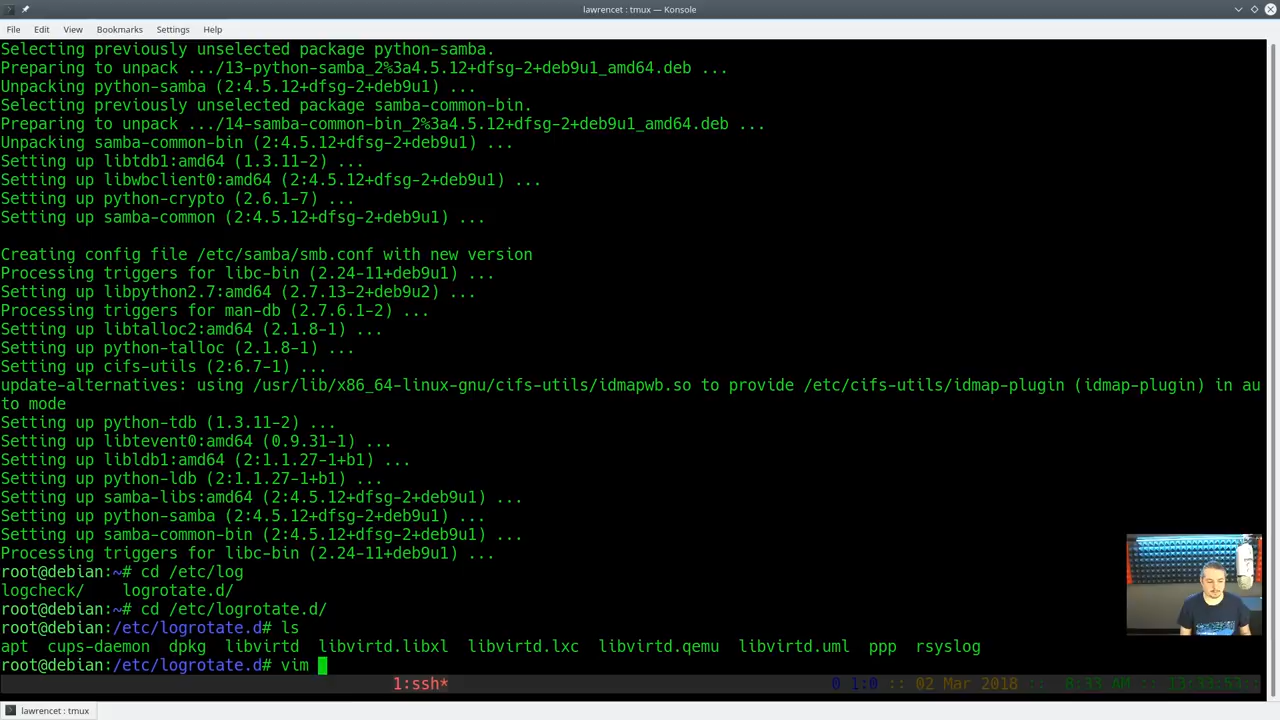 lawrencet : tmux — Konsole
File Edit View Bookmarks Settings Help
Selecting previously unselected package python-samba.
Preparing to unpack .../13-python-samba_2%3a4.5.12+dfsg-2+deb9u1_amd64.deb ...
Unpacking python-samba (2:4.5.12+dfsg-2+deb9u1) ...
Selecting previously unselected package samba-common-bin.
Preparing to unpack .../14-samba-common-bin_2%3a4.5.12+dfsg-2+deb9u1_amd64.deb ...
Unpacking samba-common-bin (2:4.5.12+dfsg-2+deb9u1) ...
Setting up libtdb1:amd64 (1.3.11-2) ...
Setting up libwbclient0:amd64 (2:4.5.12+dfsg-2+deb9u1) ...
Setting up python-crypto (2.6.1-7) ...
Setting up samba-common (2:4.5.12+dfsg-2+deb9u1) ...
Creating config file /etc/samba/smb.conf with new version
Processing triggers for libc-bin (2.24-11+deb9u1) ...
Setting up libpython2.7:amd64 (2.7.13-2+deb9u2) ...
Processing triggers for man-db (2.7.6.1-2) ...
Setting up libtalloc2:amd64 (2.1.8-1) ...
Setting up python-talloc (2.1.8-1) ...
Setting up cifs-utils (2:6.7-1) ...
update-alternatives: using /usr/lib/x86_64-linux-gnu/cifs-utils/idmapwb.so to provide /etc/cifs-utils/idmap-plugin (idmap-plugin) in au
to mode
Setting up python-tdb (1.3.11-2) ...
Setting up libtevent0:amd64 (0.9.31-1) ...
Setting up libldb1:amd64 (2:1.1.27-1+b1) ...
Setting up python-ldb (2:1.1.27-1+b1) ...
Setting up samba-libs:amd64 (2:4.5.12+dfsg-2+deb9u1) ...
Setting up python-samba (2:4.5.12+dfsg-2+deb9u1) ...
Setting up samba-common-bin (2:4.5.12+dfsg-2+deb9u1) ...
Processing triggers for libc-bin (2.24-11+deb9u1) ...
root@debian:~# cd /etc/log
logcheck/ logrotate.d/
root@debian:~# cd /etc/logrotate.d/
root@debian:/etc/logrotate.d# ls
apt cups-daemon dpkg libvirtd libvirtd.libxl libvirtd.lxc libvirtd.qemu libvirtd.uml ppp rsyslog
root@debian:/etc/logrotate.d# vim
1:ssh* 0 1:0 :: 02 Mar 2018 :: 8:33 AM :: 13:33:52::
lawrencet : tmux